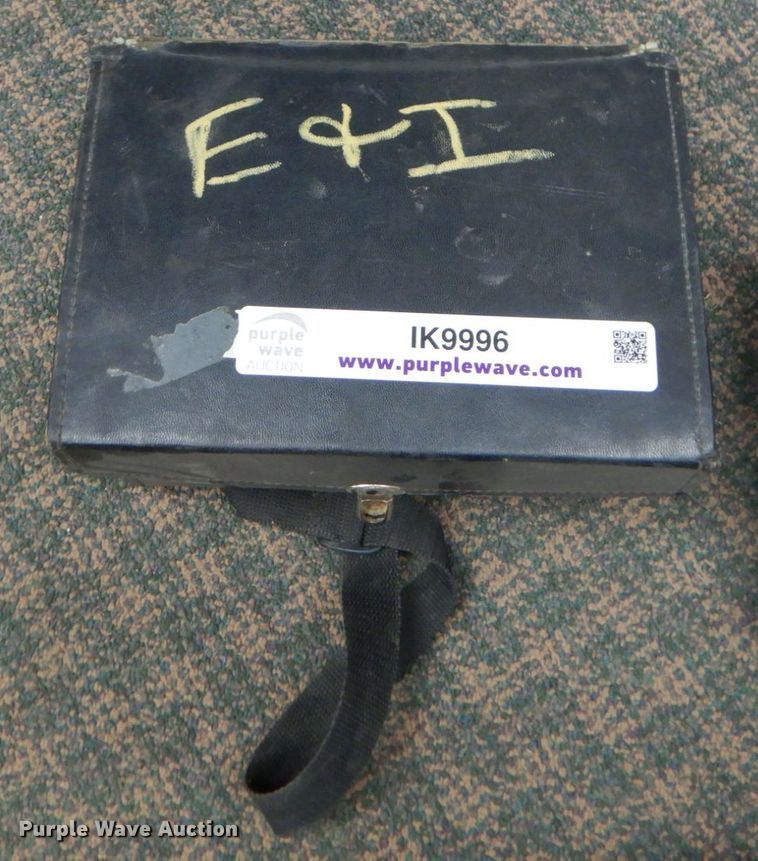 E & I
purple
wave
AUCTION
IK9996
www.purplewave.com
Purple Wave Auction